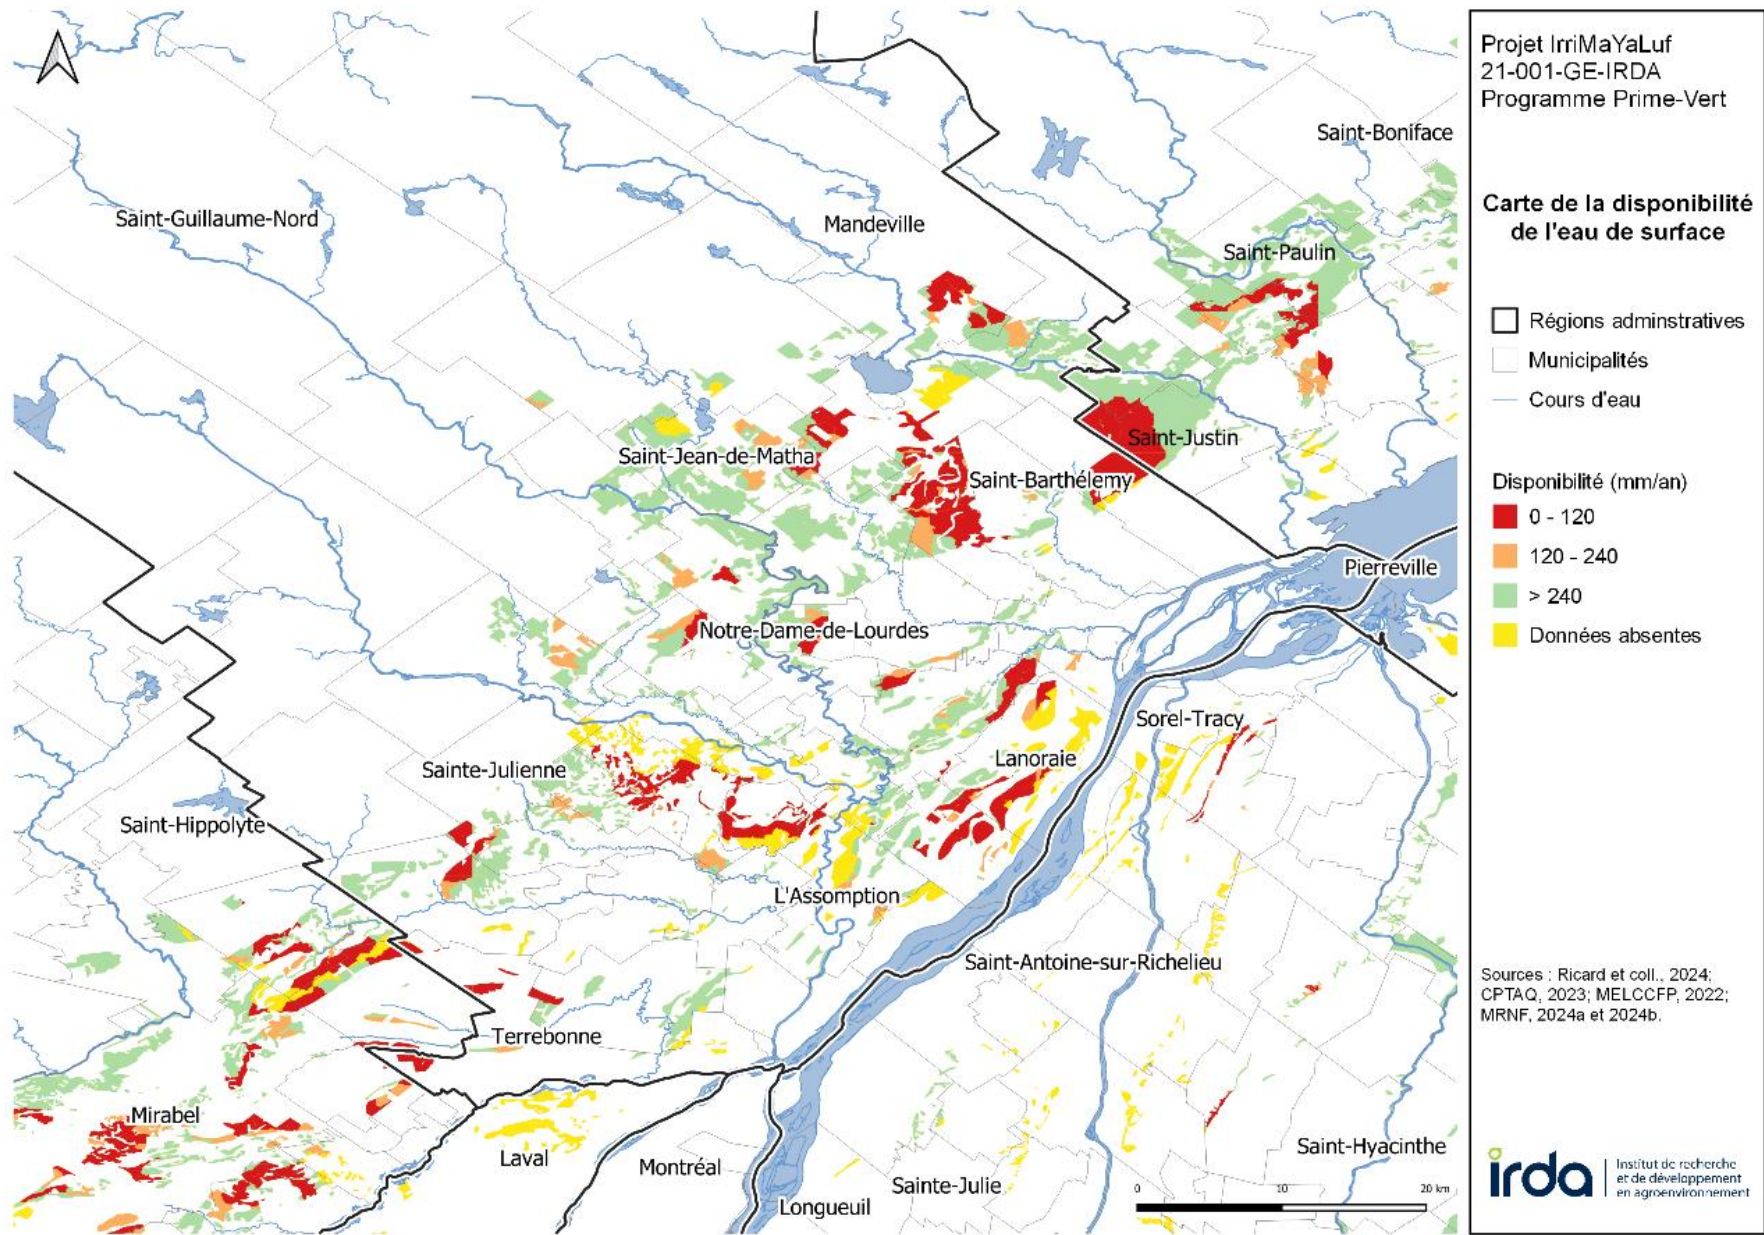 Projet IrriMaYaLuf
21-001-GE-IRDA
Programme Prime-Vert
Carte de la disponibilité
de l'eau de surface
Régions adminstratives
Municipalités
Cours d'eau
Disponibilité (mm/an)
0 - 120
120 - 240
> 240
Données absentes
Sources : Ricard et coll., 2024;
CPTAQ, 2023; MELCCFP, 2022;
MRNF, 2024a et 2024b.
irda
Institut de recherche
et de développement
en agroenvironnement
Saint-Boniface
Saint-Guillaume-Nord
Mandeville
Saint-Paulin
Saint-Justin
Saint-Jean-de-Matha
Saint-Barthélemy
Pierreville
Notre-Dame-de-Lourdes
Sorel-Tracy
Lanoraie
Sainte-Julienne
Saint-Hippolyte
L'Assomption
Saint-Antoine-sur-Richelieu
Terrebonne
Mirabel
Laval
Montréal
Saint-Hyacinthe
Sainte-Julie
Longueuil
0 10 20 km